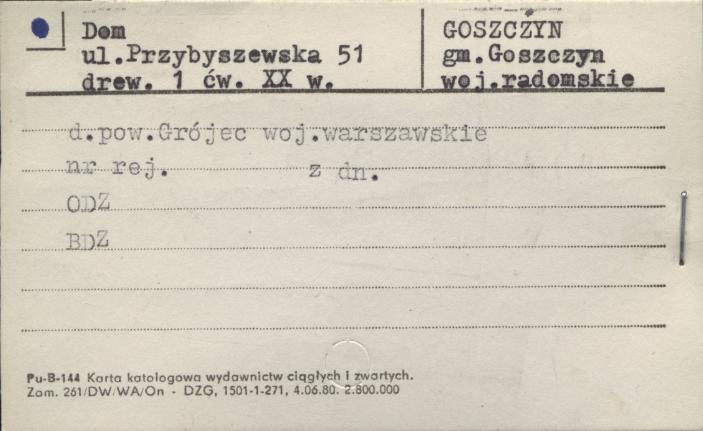 Dom
ul.Przybyszewska 51
drew. 1 ćw. XX w.
GOSZCZYN
gm.Goszczyn
woj.radomskie
d.pow.Grójec woj.warszawskie
nr rej. z dn.
ODZ
BDZ
Pu-B-144 Karta katologowa wydawnictw ciągłych i zwartych.
Zam. 261/DW/WA/On - DZG, 1501-1-271, 4.06.80. 2.800.000